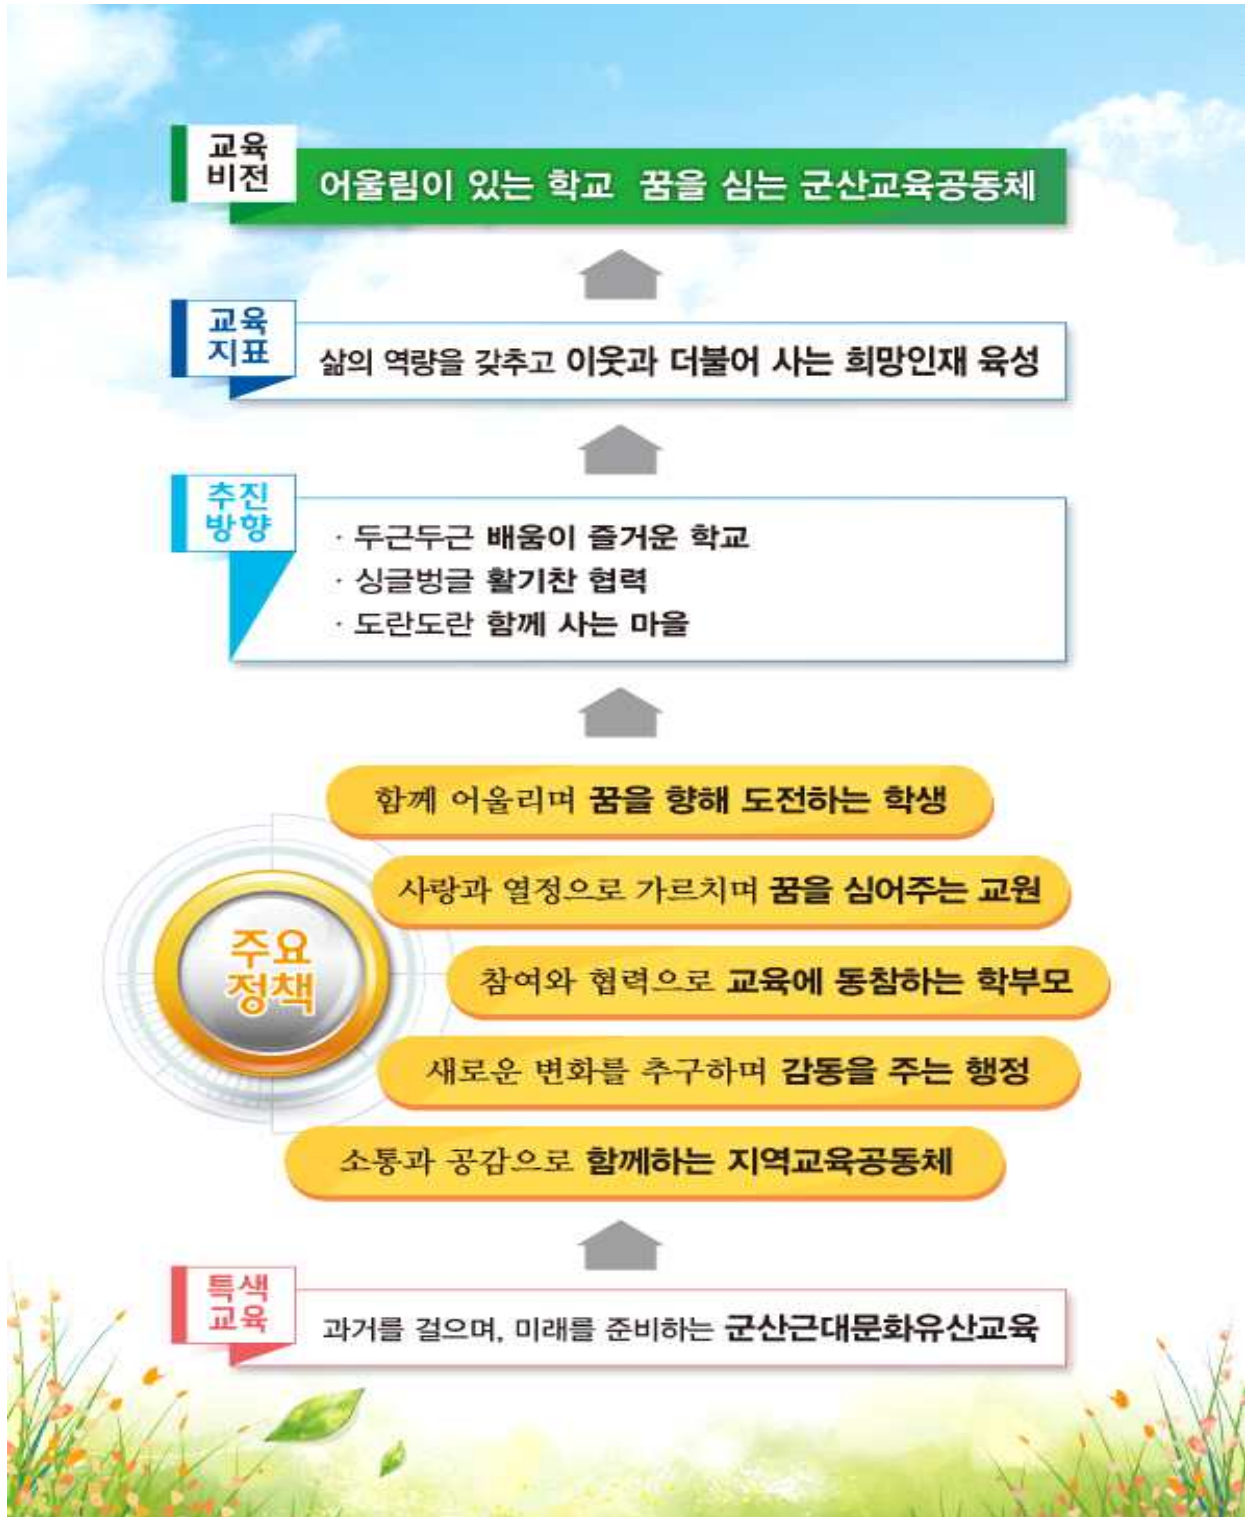 교육
비전
어울림이 있는 학교 꿈을 심는 군산교육공동체
교육
지표
삶의 역량을 갖추고 이웃과 더불어 사는 희망인재 육성
추진
방향
· 두근두근 배움이 즐거운 학교
· 싱글벙글 활기찬 협력
· 도란도란 함께 사는 마을
주요
정책
함께 어울리며 꿈을 향해 도전하는 학생
사랑과 열정으로 가르치며 꿈을 심어주는 교원
참여와 협력으로 교육에 동참하는 학부모
새로운 변화를 추구하며 감동을 주는 행정
소통과 공감으로 함께하는 지역교육공동체
특색
교육
과거를 걸으며, 미래를 준비하는 군산근대문화유산교육